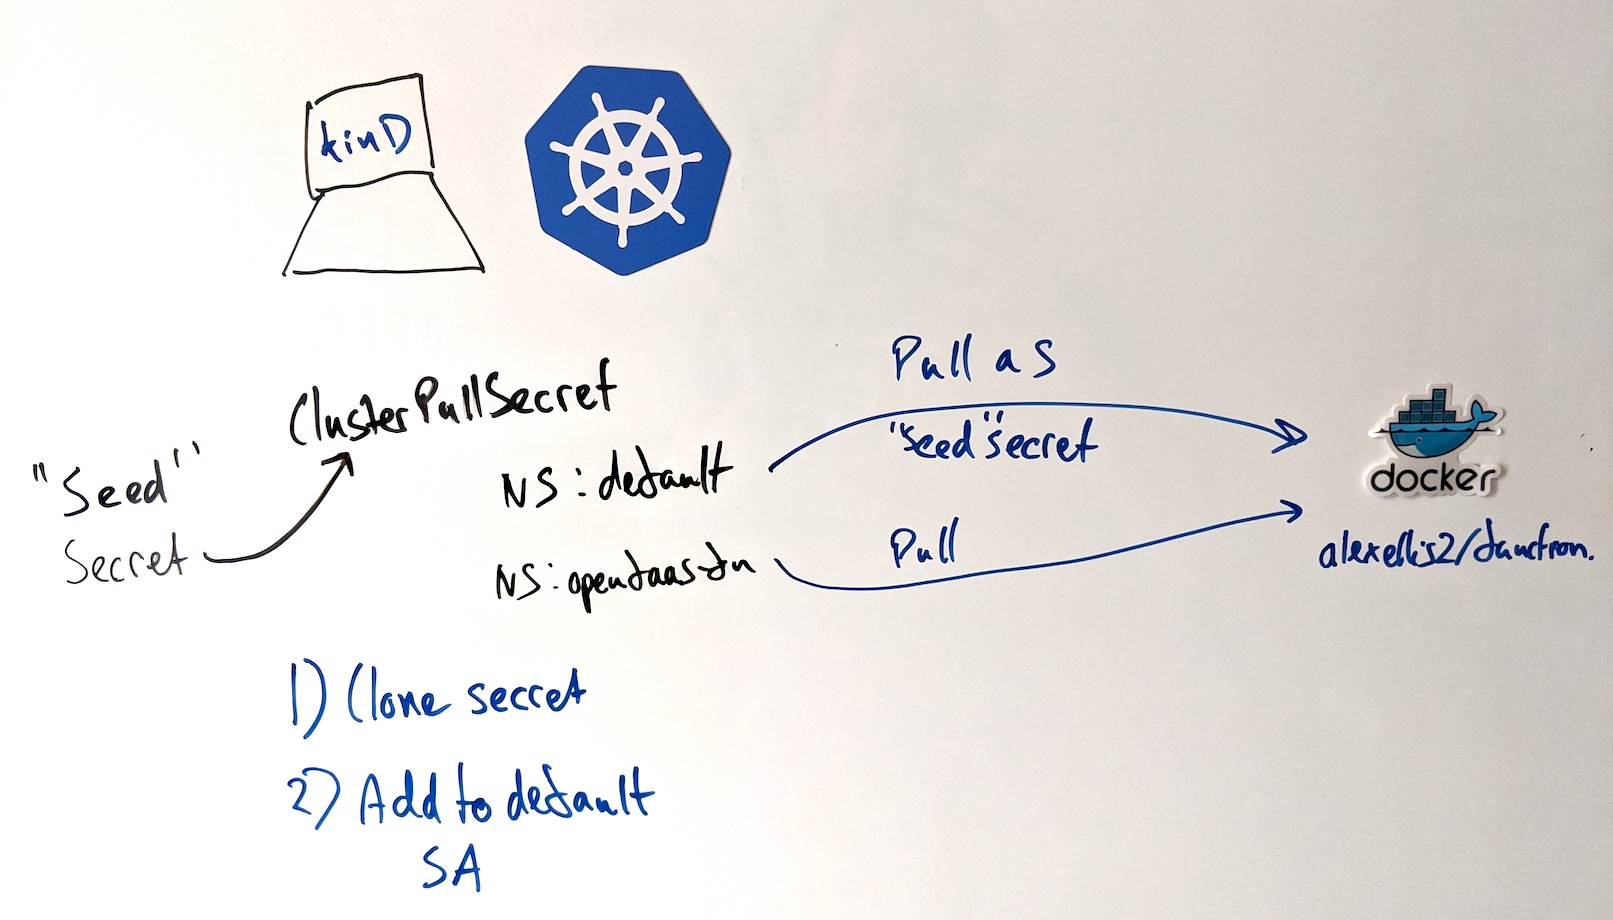 kinD
ClusterPullSecret
"Seed"
Secret
NS: default
NS: openfaas-fn
Pull as
"seed" secret
Pull
docker
alexellis2/function.
1) Clone secret
2) Add to default
SA